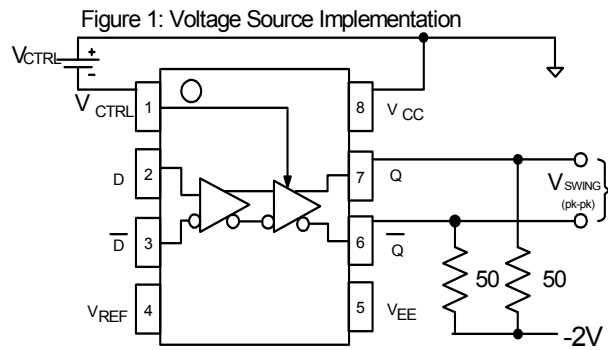 Figure 1: Voltage Source Implementation
VCTRL
+
-
V CTRL 1
8 V CC
D 2
7 Q
VSWING
(pk-pk)
D 3
6 Q
50 50
VREF 4
5 VEE
-2V